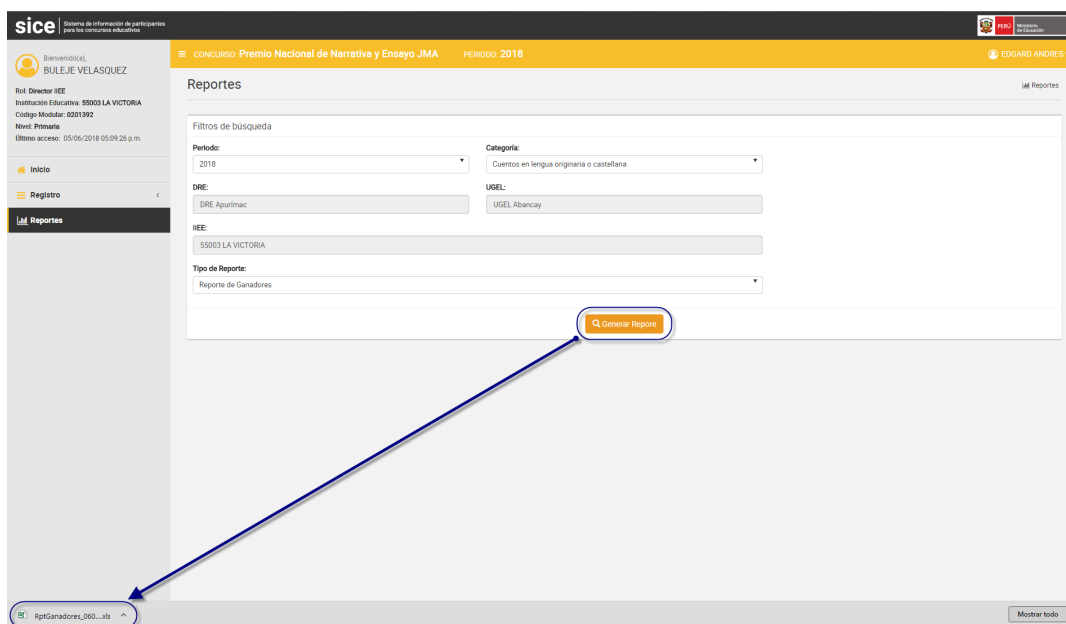 sice Sistema de información de participantes
para los concursos educativos
PERÚ Ministerio
de Educación
Bienvenido(a),
BULEJE VELASQUEZ
Rol: Director IIEE
Institución Educativa: 55003 LA VICTORIA
Código Modular: 0201392
Nivel: Primaria
Último acceso: 05/06/2018 05:09:26 p.m.
Inicio
Registro
Reportes
CONCURSO: Premio Nacional de Narrativa y Ensayo JMA PERIODO: 2018
EDGARD ANDRES
Reportes
Reportes
Filtros de búsqueda
Periodo: Categoría:
2018 Cuentos en lengua originaria o castellana
DRE: UGEL:
DRE Apurímac UGEL Abancay
IIEE:
55003 LA VICTORIA
Tipo de Reporte:
Reporte de Ganadores
Generar Repore
RptGanadores_060....xls
Mostrar todo